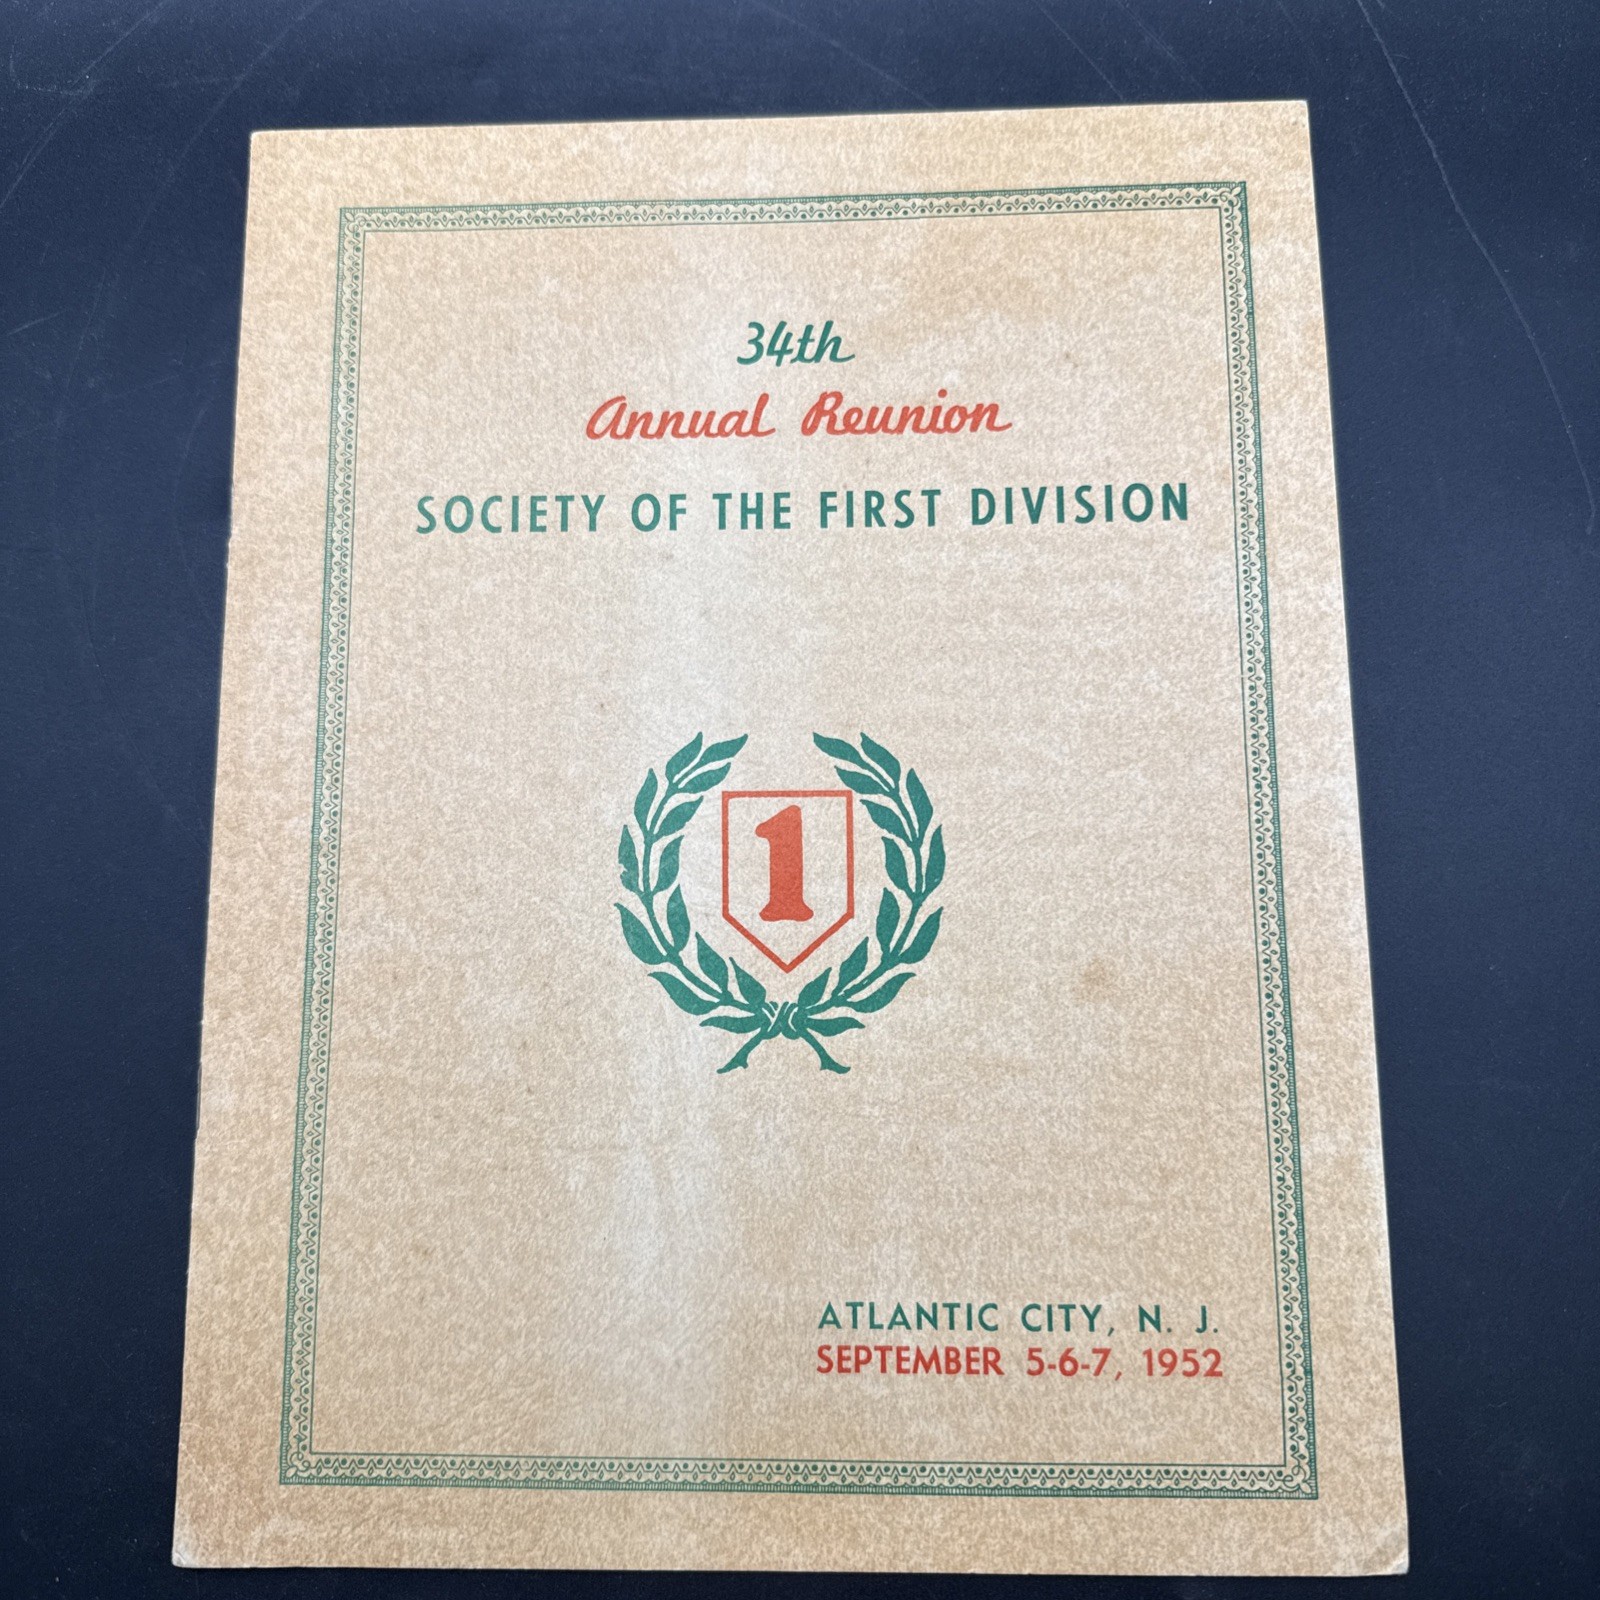 34th
Annual Reunion
SOCIETY OF THE FIRST DIVISION
1
ATLANTIC CITY, N. J.
SEPTEMBER 5-6-7, 1952